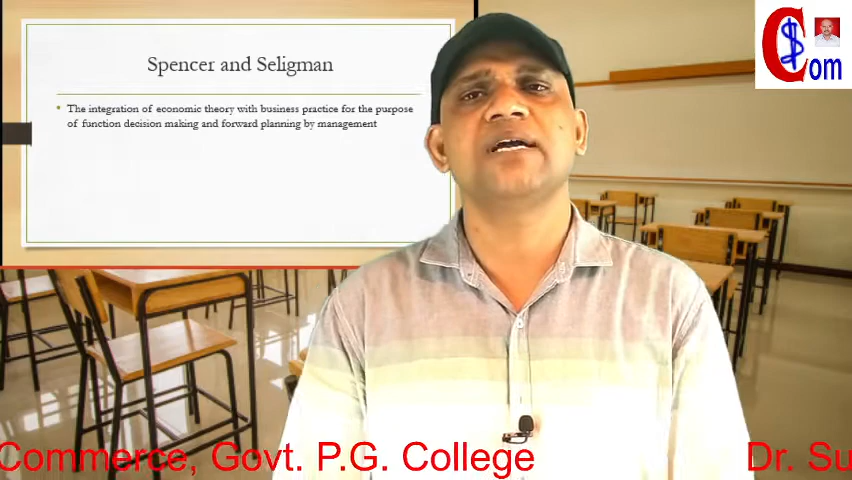 Spencer and Seligman
The integration of economic theory with business practice for the purpose
of function decision making and forward planning by management
Com
Commerce, Govt. P.G. College
Dr. Su